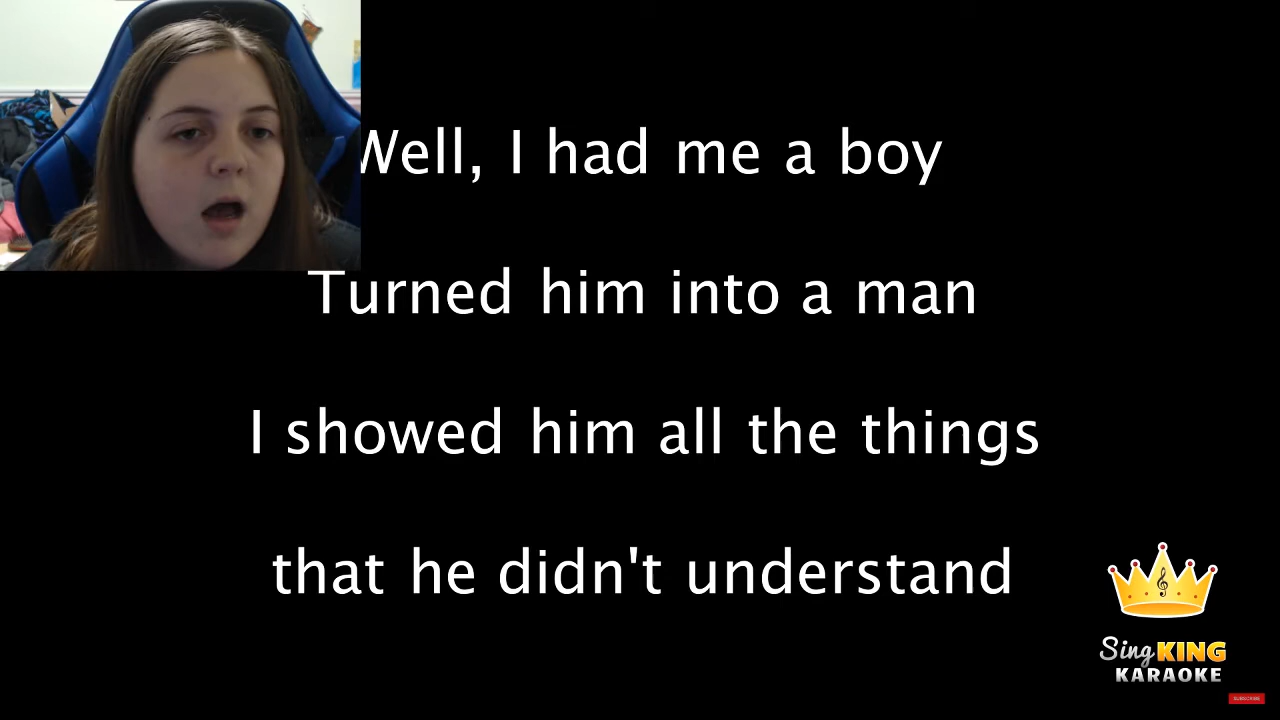 Well, I had me a boy
Turned him into a man
I showed him all the things
that he didn't understand
Sing KING
KARAOKE
SUBSCRIBE